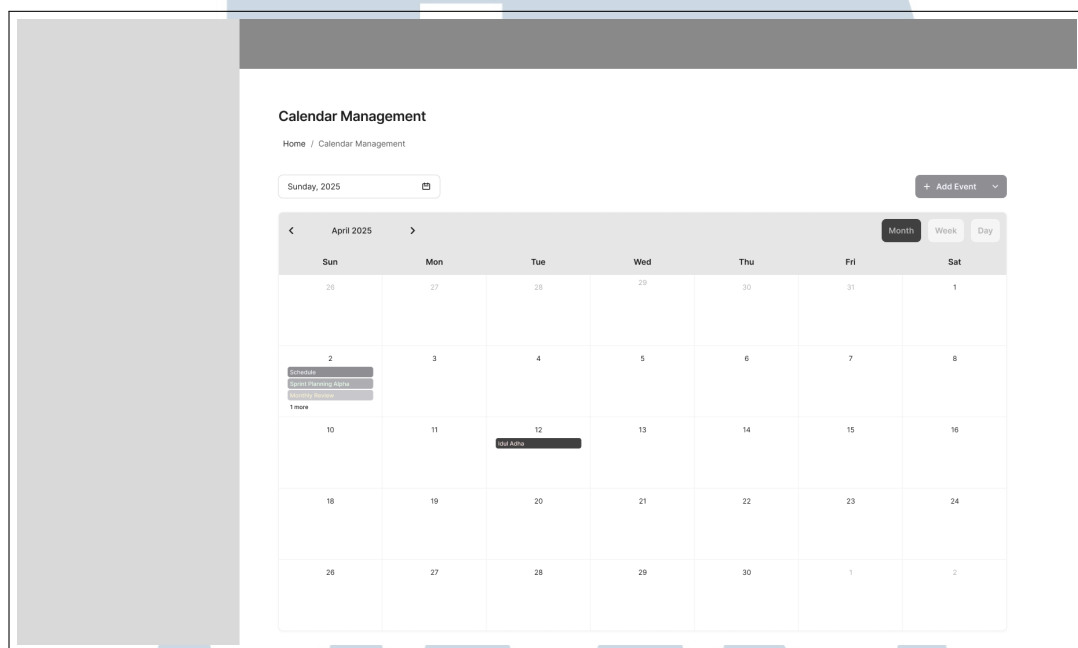 Calendar Management
Home / Calendar Management
Sunday, 2025
+ Add Event
April 2025
Month Week Day
Sun Mon Tue Wed Thu Fri Sat
26 27 28 29 30 31 1
2 3 4 5 6 7 8
Schedule
Sprint Planning Alpha
Monthly Review
1 more
10 11 12 13 14 15 16
Idul Adha
18 19 20 21 22 23 24
26 27 28 29 30 1 2